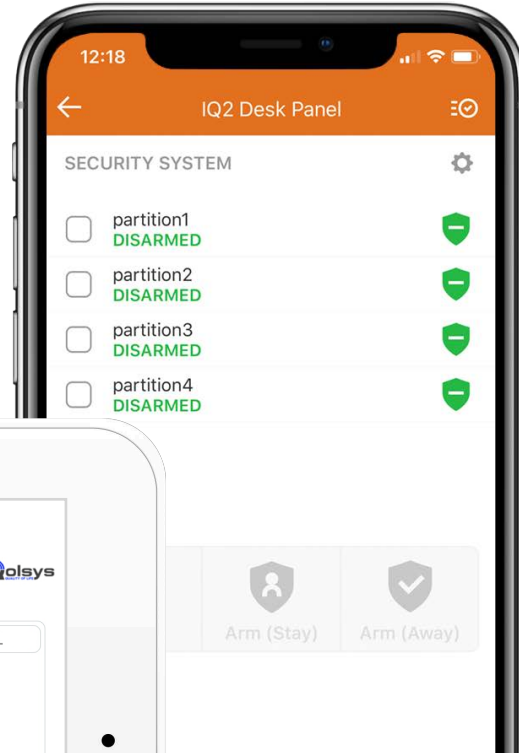 12:18
IQ2 Desk Panel
SECURITY SYSTEM
partition1
DISARMED
partition2
DISARMED
partition3
DISARMED
partition4
DISARMED
olsys
Arm (Stay)
Arm (Away)